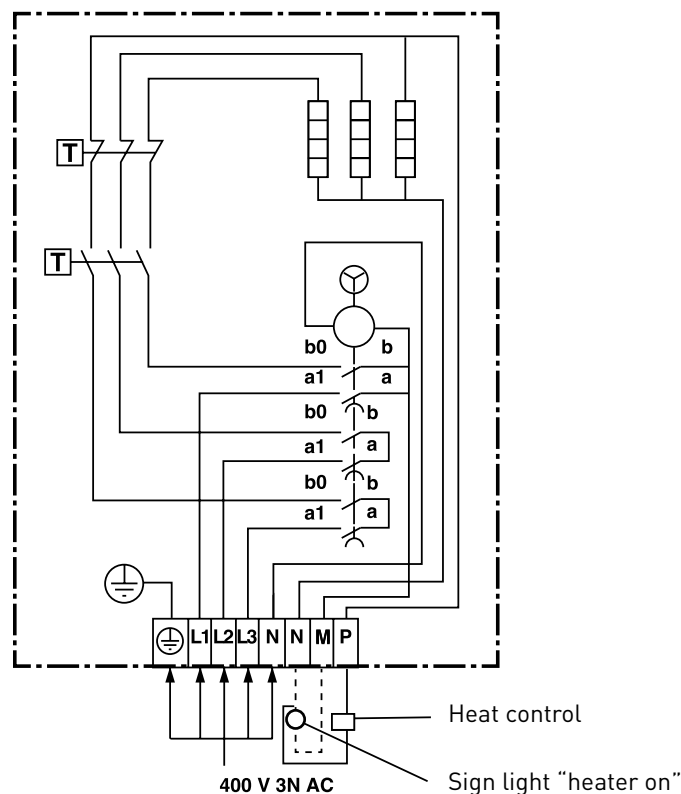 T
T
b0 b
a1 a
b0 b
a1 a
b0 b
a1 a
L1 L2 L3 N N M P
Heat control
400 V 3N AC
Sign light “heater on”